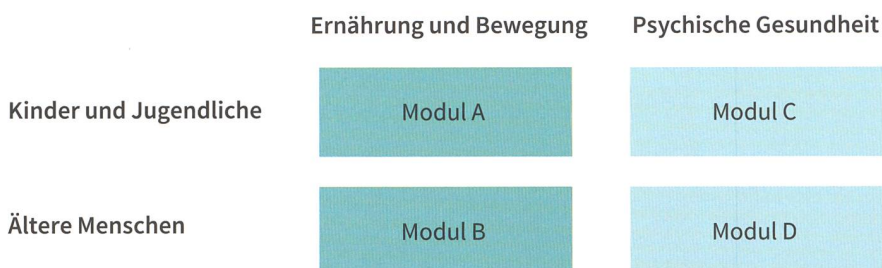 Ernährung und Bewegung Psychische Gesundheit
Kinder und Jugendliche Modul A Modul C
Ältere Menschen Modul B Modul D